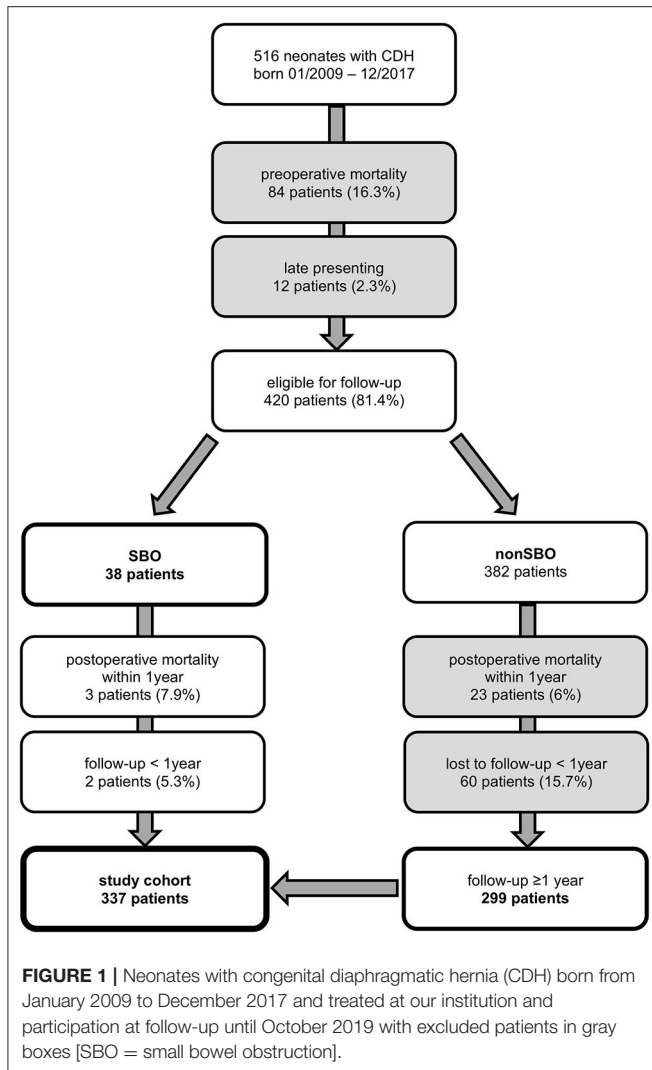 516 neonates with CDH
born 01/2009 – 12/2017
preoperative mortality
84 patients (16.3%)
late presenting
12 patients (2.3%)
eligible for follow-up
420 patients (81.4%)
SBO
38 patients
postoperative mortality
within 1year
3 patients (7.9%)
follow-up < 1year
2 patients (5.3%)
study cohort
337 patients
nonSBO
382 patients
postoperative mortality
within 1year
23 patients (6%)
lost to follow-up < 1year
60 patients (15.7%)
follow-up ≥1 year
299 patients
FIGURE 1 | Neonates with congenital diaphragmatic hernia (CDH) born from
January 2009 to December 2017 and treated at our institution and
participation at follow-up until October 2019 with excluded patients in gray
boxes [SBO = small bowel obstruction].